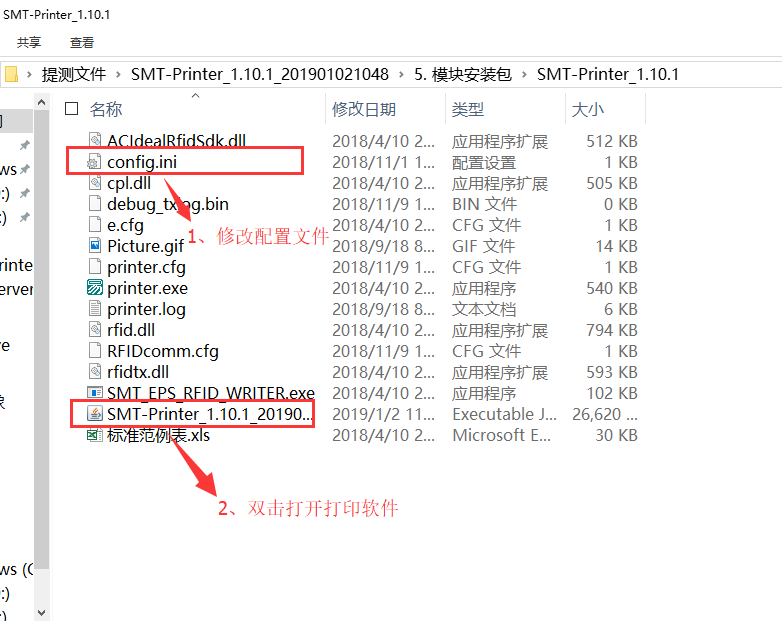 SMT-Printer_1.10.1
共享 查看
提测文件 › SMT-Printer_1.10.1_201901021048 › 5. 模块安装包 › SMT-Printer_1.10.1
名称 修改日期 类型 大小
ACIdealRfidSdk.dll 2018/4/10 2... 应用程序扩展 512 KB
config.ini 2018/11/1 1... 配置设置 1 KB
cpl.dll 2018/4/10 2... 应用程序扩展 505 KB
debug_txlog.bin 2018/11/9 1... BIN 文件 0 KB
e.cfg 2018/4/10 2... CFG 文件 1 KB
1、修改配置文件
Picture.gif 2018/9/18 8... GIF 文件 14 KB
printer.cfg 2018/11/9 1... CFG 文件 1 KB
printer.exe 2018/4/10 2... 应用程序 540 KB
printer.log 2018/9/18 8... 文本文档 6 KB
rfid.dll 2018/4/10 2... 应用程序扩展 794 KB
RFIDcomm.cfg 2018/11/9 1... CFG 文件 1 KB
rfidtx.dll 2018/4/10 2... 应用程序扩展 593 KB
SMT_EPS_RFID_WRITER.exe 2018/4/10 2... 应用程序 102 KB
SMT-Printer_1.10.1_20190... 2019/1/2 11... Executable J... 26,620 ...
标准范例表.xls 2018/4/10 2... Microsoft E... 30 KB
2、双击打开打印软件